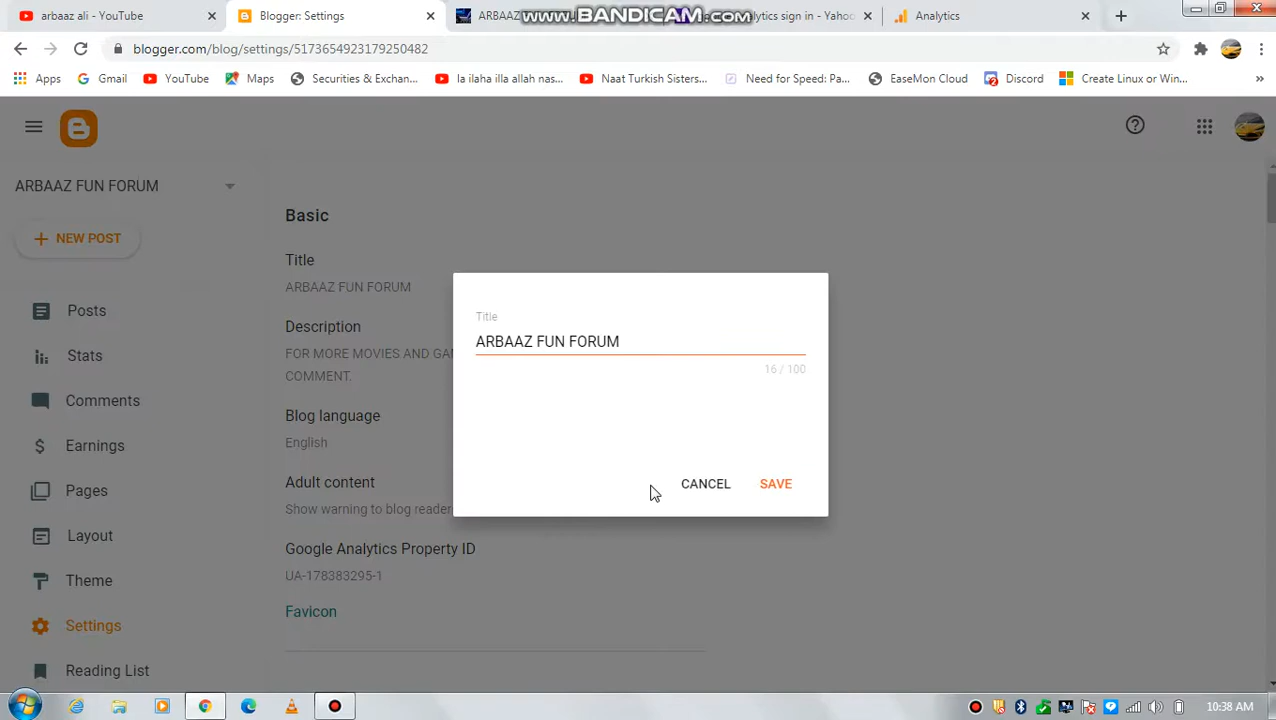 arbaaz ali - YouTube
Blogger: Settings
ARBAAZ
www.BANDICAM.com
Analytics sign in - Yahoo
Analytics
blogger.com/blog/settings/5173654923179250482
Apps
Gmail
YouTube
Maps
Securities & Exchan...
la ilaha illa allah nas...
Naat Turkish Sisters...
Need for Speed: Pa...
EaseMon Cloud
Discord
Create Linux or Win...
»
ARBAAZ FUN FORUM
NEW POST
Posts
Stats
Comments
Earnings
Pages
Layout
Theme
Settings
Reading List
Basic
Title
ARBAAZ FUN FORUM
Description
FOR MORE MOVIES AND GA
COMMENT.
Blog language
English
Adult content
Show warning to blog reader
Google Analytics Property ID
UA-178383295-1
Favicon
Title
ARBAAZ FUN FORUM
16 / 100
CANCEL
SAVE
10:38 AM